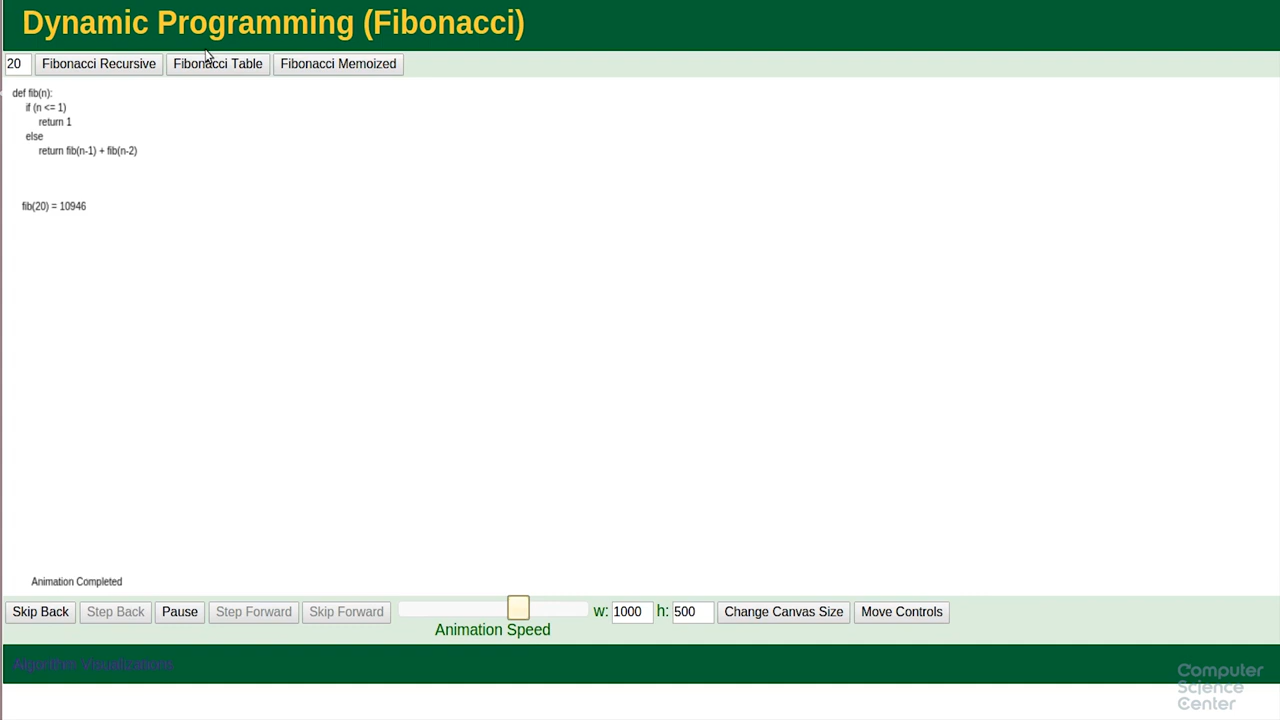 Dynamic Programming (Fibonacci)
20 Fibonacci Recursive Fibonacci Table Fibonacci Memoized
def fib(n):
if (n <= 1)
return 1
else
return fib(n-1) + fib(n-2)
fib(20) = 10946
Animation Completed
Skip Back Step Back Pause Step Forward Skip Forward w: 1000 h: 500 Change Canvas Size Move Controls
Animation Speed
Algorithm Visualizations
Computer
Science
Center